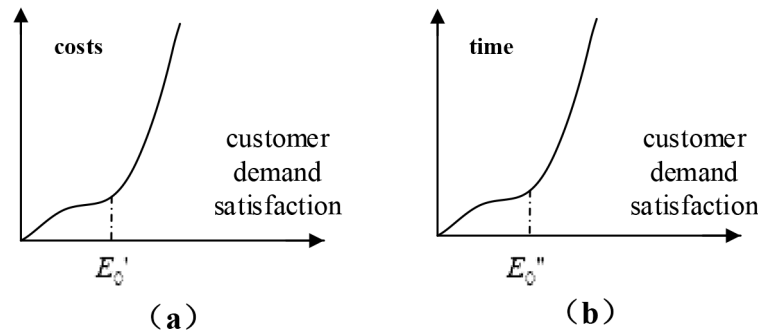 costs
customer
demand
satisfaction
E₀'
(a)
time
customer
demand
satisfaction
E₀"
(b)